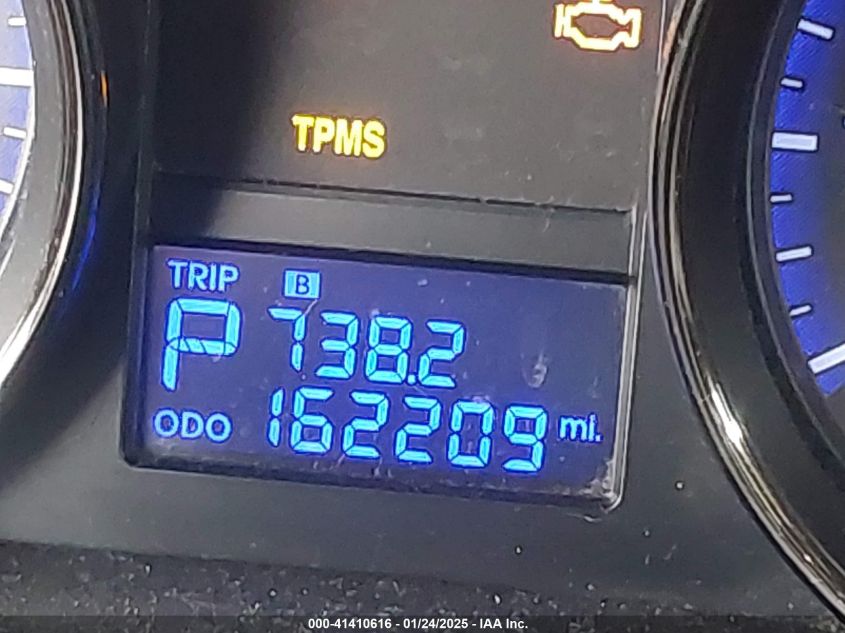 TPMS
TRIP B
P 738.2
ODO 162209 mi.
000-41410616 - 01/24/2025 - IAA Inc.